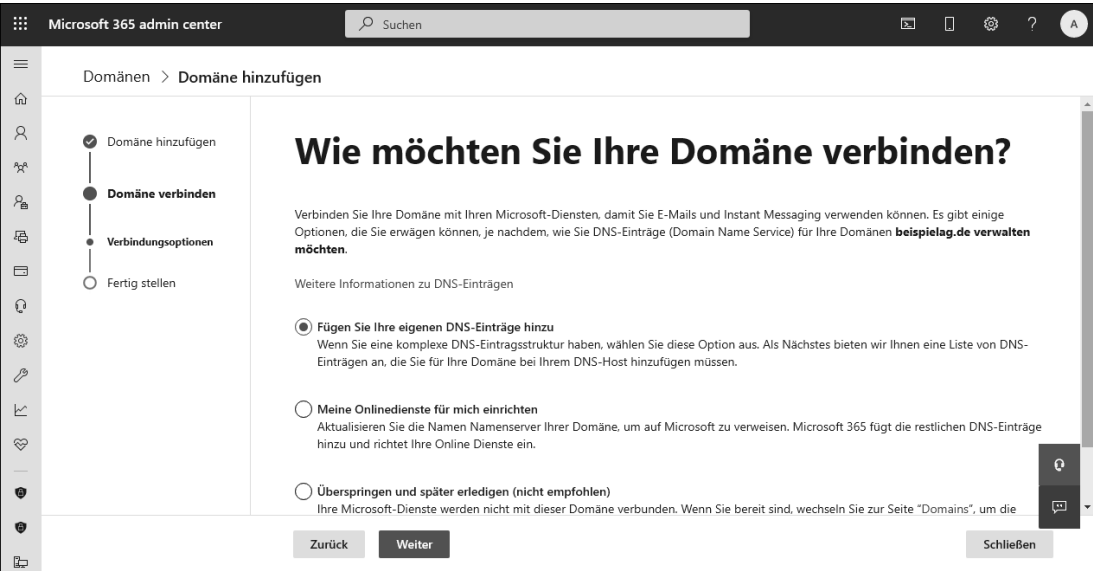 Microsoft 365 admin center
Suchen
?
A
Domänen > Domäne hinzufügen
Domäne hinzufügen
Domäne verbinden
Verbindungsoptionen
Fertig stellen
Wie möchten Sie Ihre Domäne verbinden?
Verbinden Sie Ihre Domäne mit Ihren Microsoft-Diensten, damit Sie E-Mails und Instant Messaging verwenden können. Es gibt einige
Optionen, die Sie erwägen können, je nachdem, wie Sie DNS-Einträge (Domain Name Service) für Ihre Domänen beispielag.de verwalten
möchten.
Weitere Informationen zu DNS-Einträgen
Fügen Sie Ihre eigenen DNS-Einträge hinzu
Wenn Sie eine komplexe DNS-Eintragsstruktur haben, wählen Sie diese Option aus. Als Nächstes bieten wir Ihnen eine Liste von DNS-
Einträgen an, die Sie für Ihre Domäne bei Ihrem DNS-Host hinzufügen müssen.
Meine Onlinedienste für mich einrichten
Aktualisieren Sie die Namen Namenserver Ihrer Domäne, um auf Microsoft zu verweisen. Microsoft 365 fügt die restlichen DNS-Einträge
hinzu und richtet Ihre Online Dienste ein.
Überspringen und später erledigen (nicht empfohlen)
Ihre Microsoft-Dienste werden nicht mit dieser Domäne verbunden. Wenn Sie bereit sind, wechseln Sie zur Seite "Domains", um die
Zurück
Weiter
Schließen